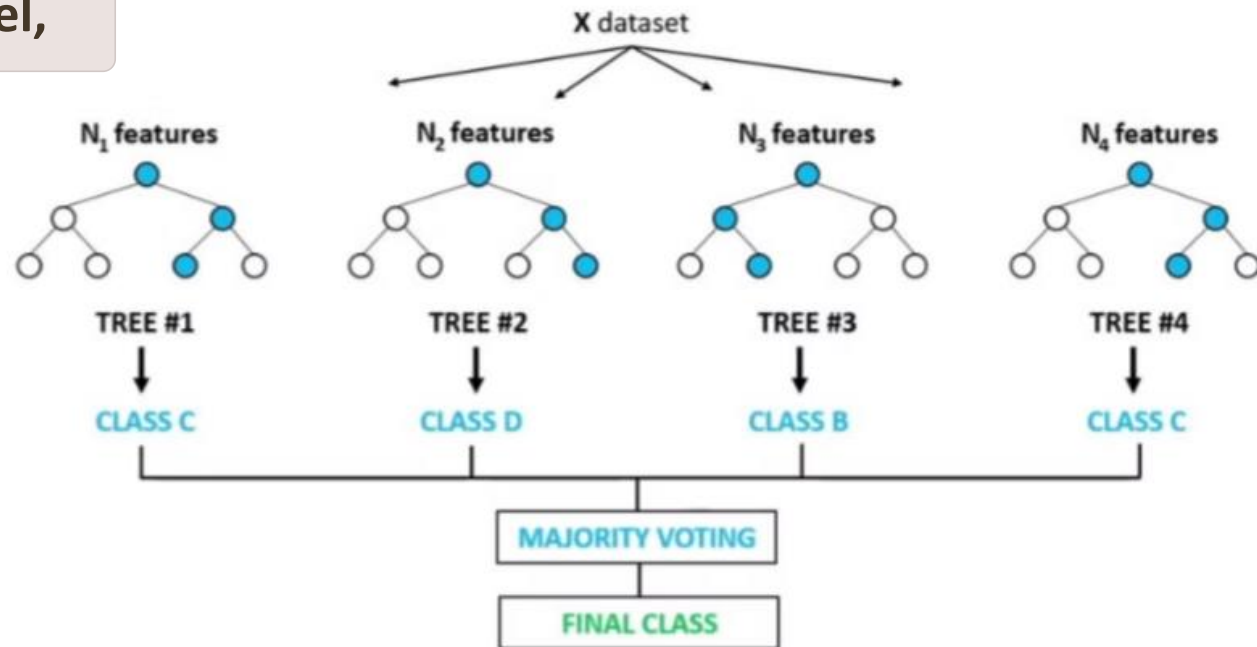 el,
X dataset
N₁ features
N₂ features
N₃ features
N₄ features
TREE #1
TREE #2
TREE #3
TREE #4
CLASS C
CLASS D
CLASS B
CLASS C
MAJORITY VOTING
FINAL CLASS